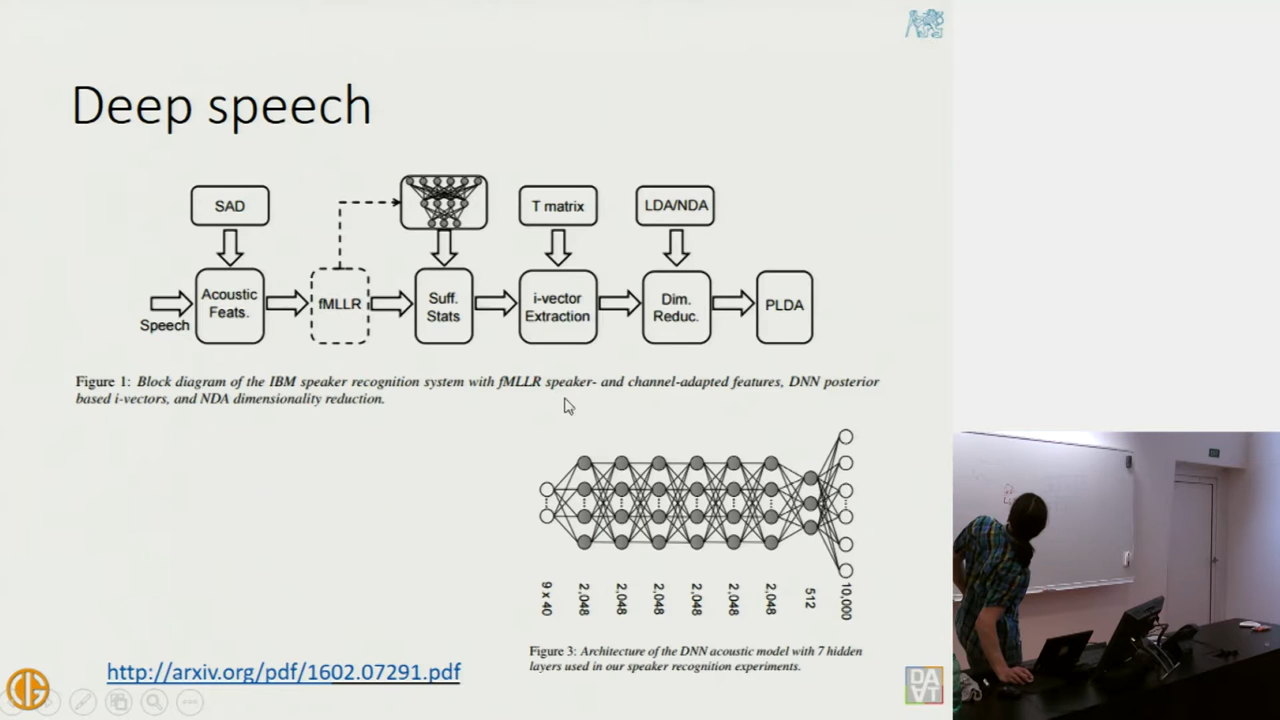 Deep speech
SAD
T matrix
LDA/NDA
Speech
Acoustic
Feats.
fMLLR
Suff.
Stats
i-vector
Extraction
Dim.
Reduc.
PLDA
Figure 1: Block diagram of the IBM speaker recognition system with fMLLR speaker- and channel-adapted features, DNN posterior
based i-vectors, and NDA dimensionality reduction.
9 x 40
2,048
2,048
2,048
2,048
2,048
2,048
512
10,000
Figure 3: Architecture of the DNN acoustic model with 7 hidden
layers used in our speaker recognition experiments.
http://arxiv.org/pdf/1602.07291.pdf
DA
AT